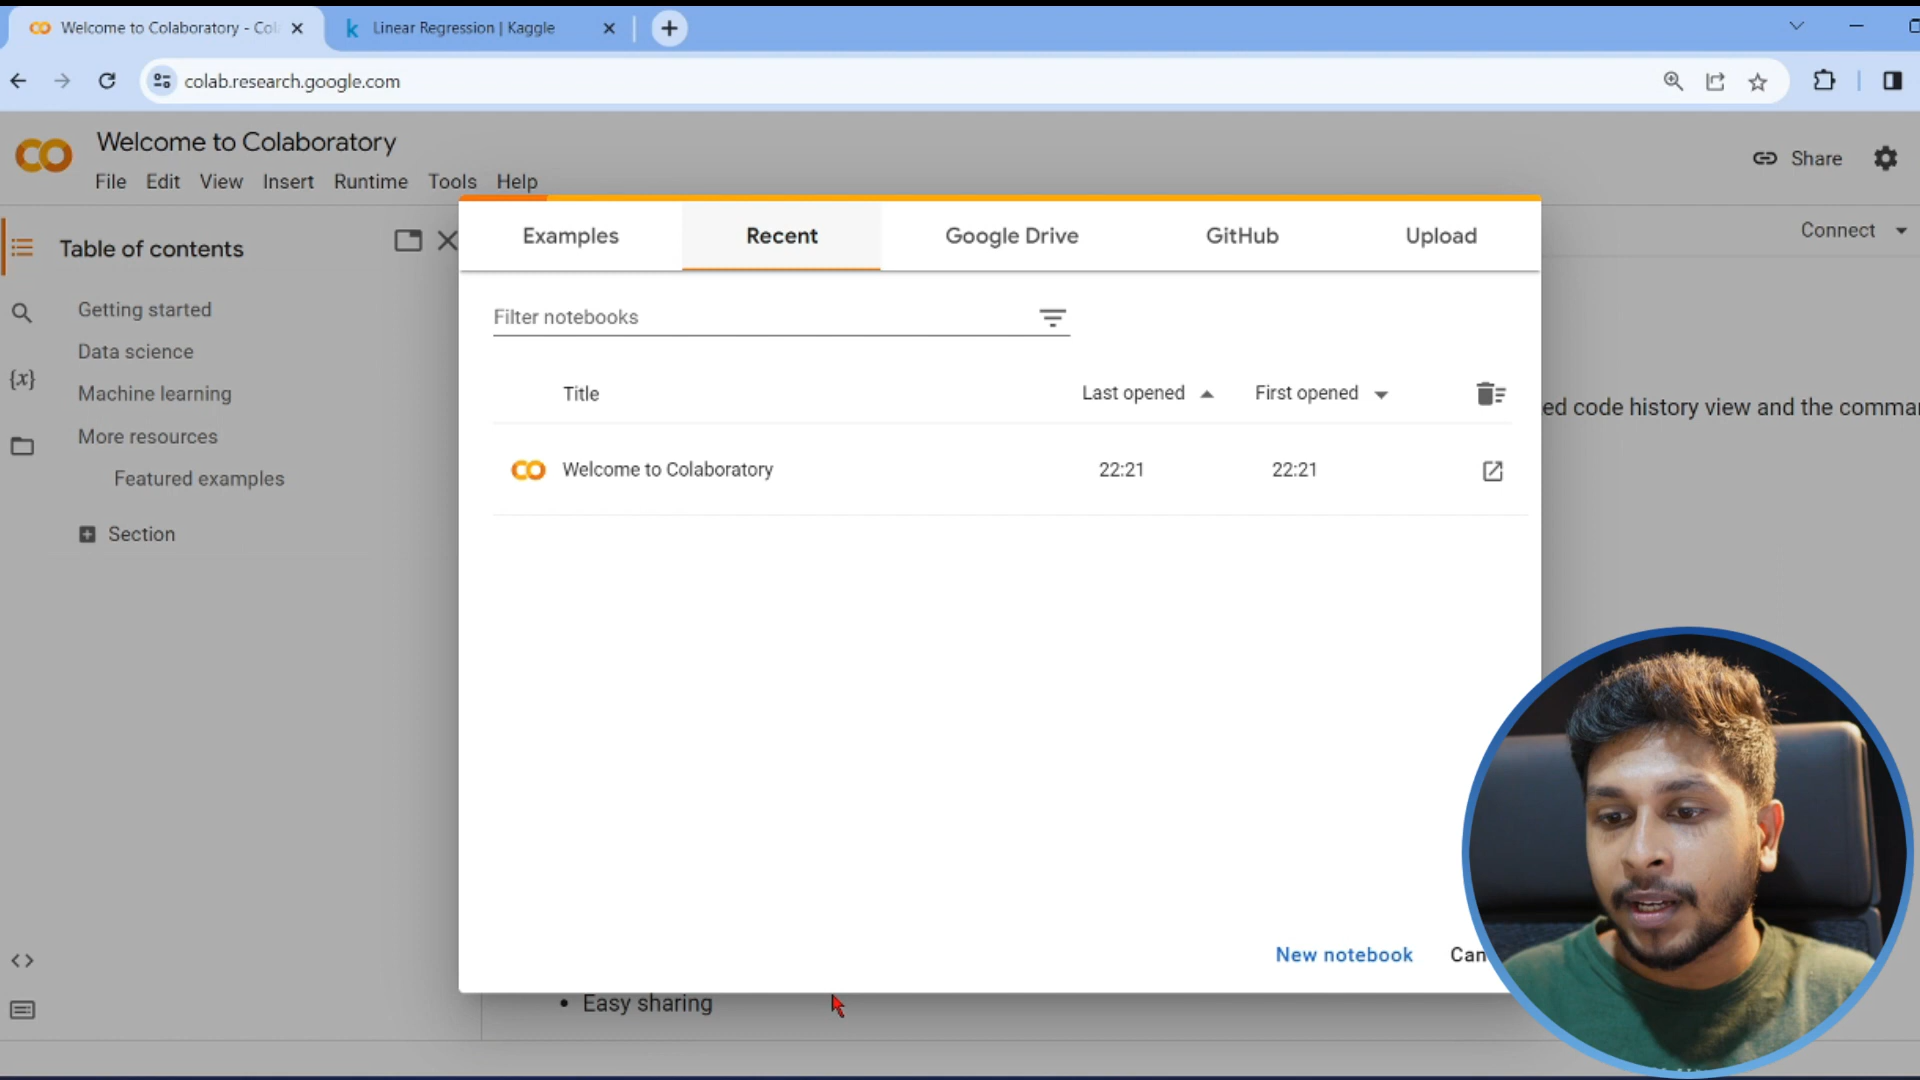 Welcome to Colaboratory - Col
Linear Regression | Kaggle
colab.research.google.com
Welcome to Colaboratory
File Edit View Insert Runtime Tools Help
Share
Connect
Table of contents
Getting started
Data science
Machine learning
More resources
Featured examples
Section
Examples Recent Google Drive GitHub Upload
Filter notebooks
Title Last opened First opened
Welcome to Colaboratory 22:21 22:21
ed code history view and the comma
New notebook Can
Easy sharing